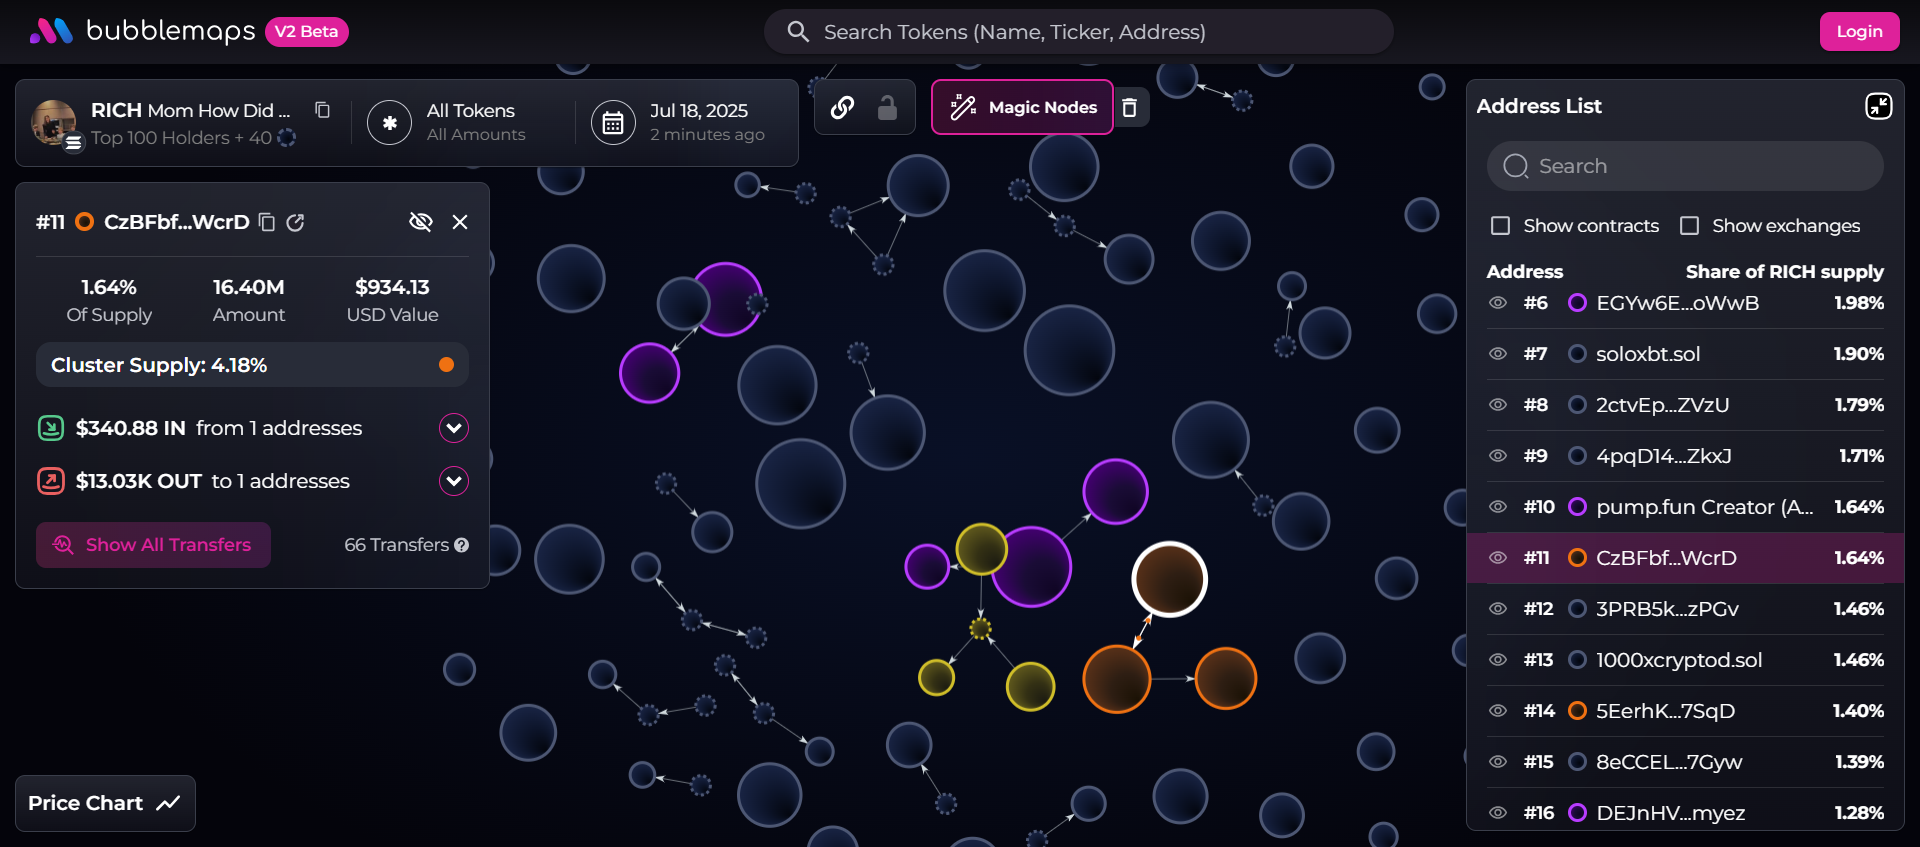 bubblemaps V2 Beta
Search Tokens (Name, Ticker, Address)
Login
RICH Mom How Did ...
Top 100 Holders + 40
All Tokens
All Amounts
Jul 18, 2025
2 minutes ago
Magic Nodes
#11 CzBFbf...WcrD
1.64% 16.40M $934.13
Of Supply Amount USD Value
Cluster Supply: 4.18%
$340.88 IN from 1 addresses
$13.03K OUT to 1 addresses
Show All Transfers 66 Transfers ?
Price Chart
Address List
Search
Show contracts Show exchanges
Address Share of RICH supply
#6 EGYw6E...oWwB 1.98%
#7 soloxbt.sol 1.90%
#8 2ctvEp...ZVzU 1.79%
#9 4pqD14...ZkxJ 1.71%
#10 pump.fun Creator (A... 1.64%
#11 CzBFbf...WcrD 1.64%
#12 3PRB5k...zPGv 1.46%
#13 1000xcryptod.sol 1.46%
#14 5EerhK...7SqD 1.40%
#15 8eCCEL...7Gyw 1.39%
#16 DEJnHV...myez 1.28%